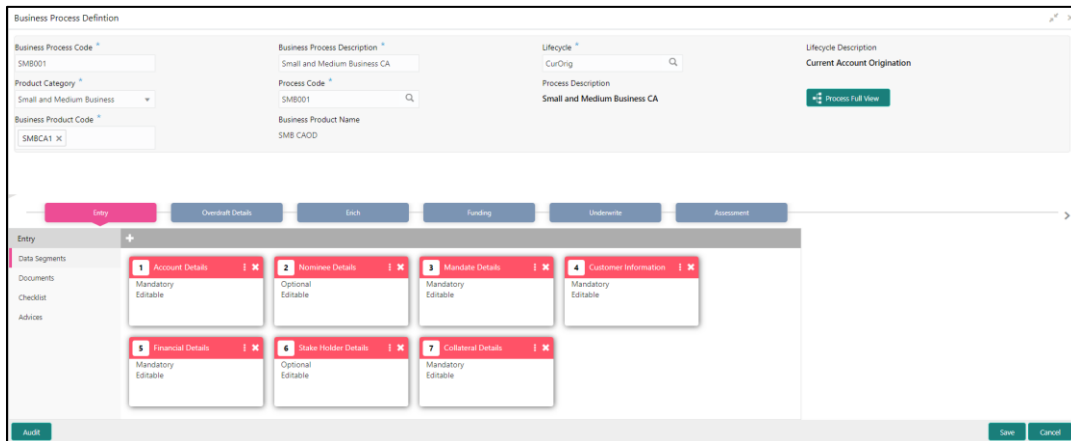 Business Process Defintion
Business Process Code *
Business Process Description *
Lifecycle *
Lifecycle Description
SMB001
Small and Medium Business CA
CurOrig
Current Account Origination
Product Category *
Process Code *
Process Description
Small and Medium Business
SMB001
Small and Medium Business CA
Process Full View
Business Product Code *
Business Product Name
SMBCA1 ×
SMB CAOD
Entry
Overdraft Details
Erich
Funding
Underwrite
Assessment
Entry
Data Segments
Documents
Checklist
Advices
1 Account Details
Mandatory
Editable
2 Nominee Details
Optional
Editable
3 Mandate Details
Mandatory
Editable
4 Customer Information
Mandatory
Editable
5 Financial Details
Mandatory
Editable
6 Stake Holder Details
Optional
Editable
7 Collateral Details
Mandatory
Editable
Audit
Save
Cancel